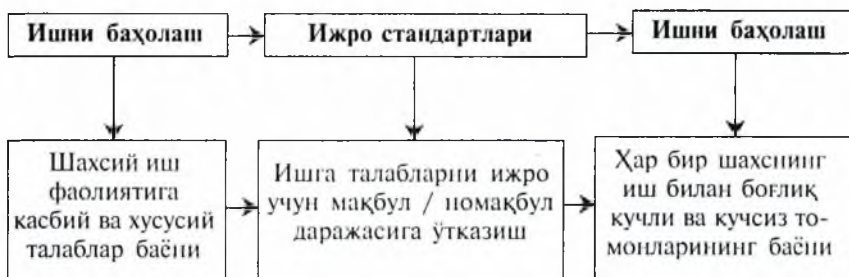 Ишни баҳолаш
Ижро стандартлари
Ишни баҳолаш
Шахсий иш
фаолиятига
касбий ва хусусий
талаблар баёни
Ишга талабларни ижро
учун мақбул / номақбул
даражасига ўтказиш
Ҳар бир шахснинг
иш билан боғлиқ
кучли ва кучсиз то-
монларининг баёни